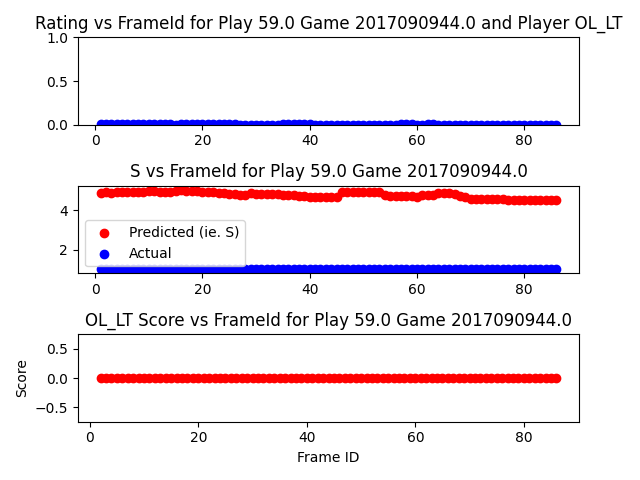 Rating vs FrameId for Play 59.0 Game 2017090944.0 and Player OL_LT
1.0
0.5
0.0
0 20 40 60 80
S vs FrameId for Play 59.0 Game 2017090944.0
4
2
Predicted (ie. S)
Actual
0 20 40 60 80
OL_LT Score vs FrameId for Play 59.0 Game 2017090944.0
Score
0.5
0.0
−0.5
0 20 40 60 80
Frame ID